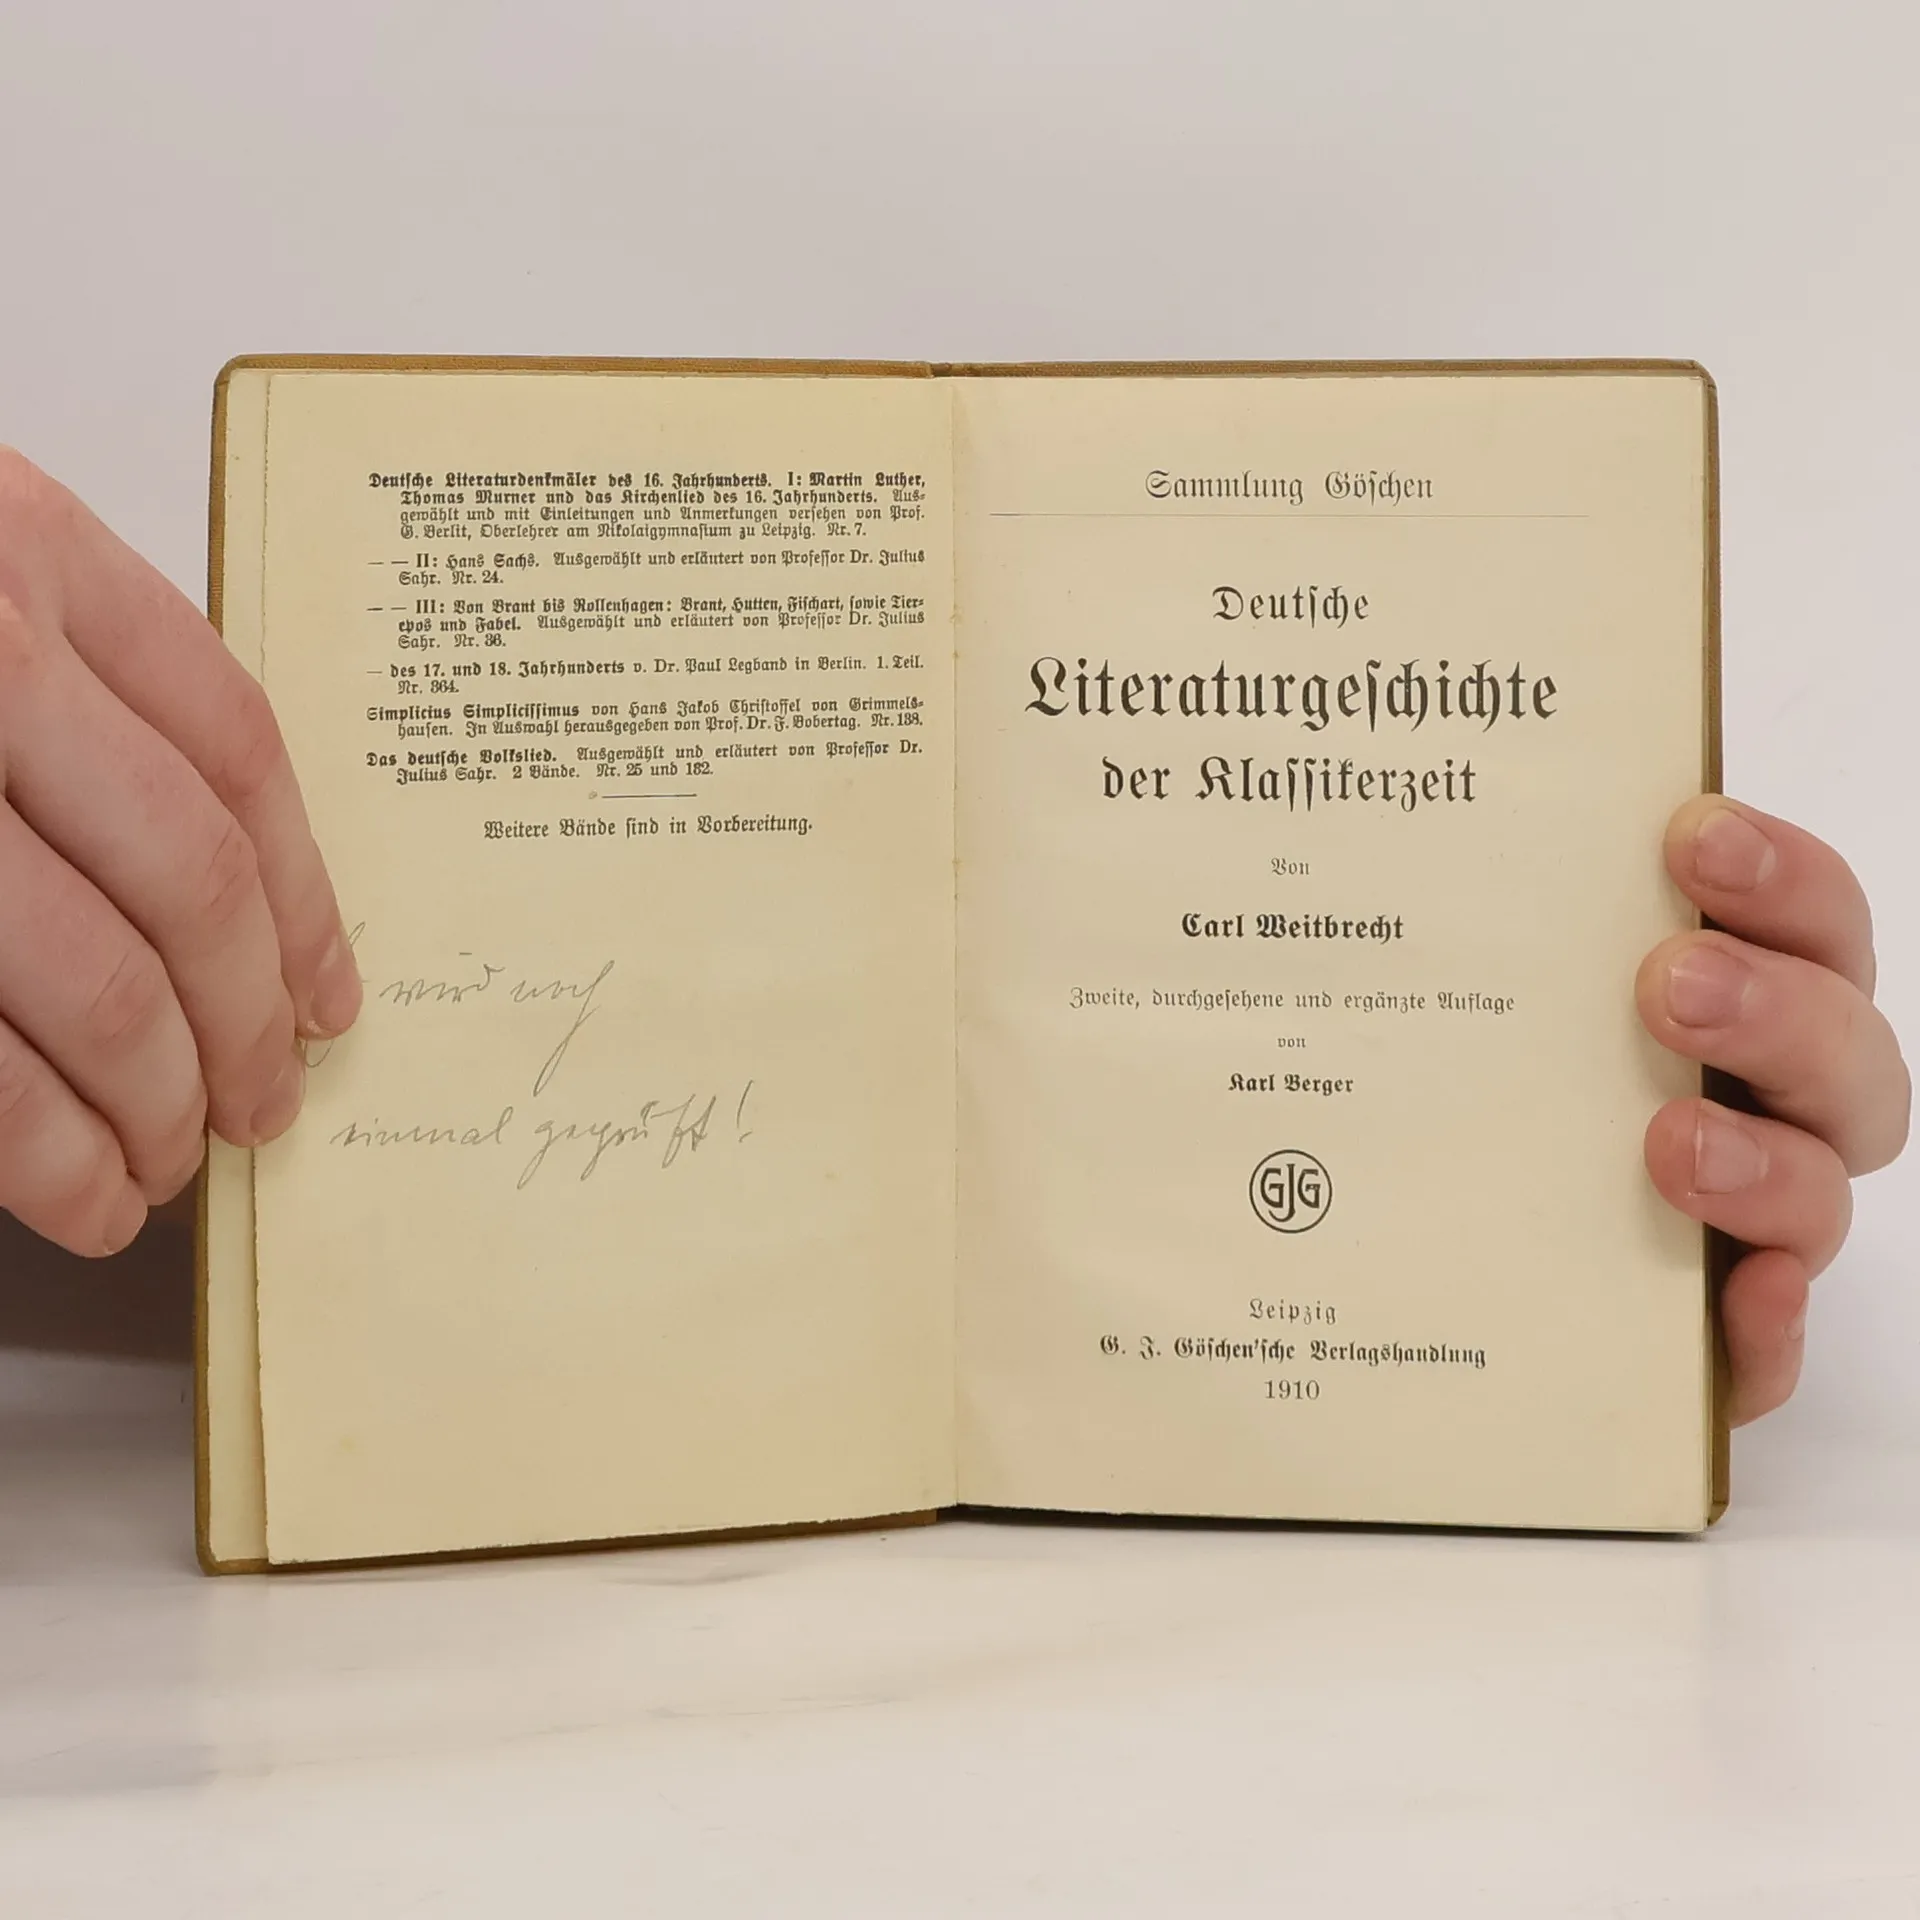 Deutſche Literaturdenkmäler des 16. Jahrhunderts. I: Martin Luther,
Thomas Murner und das Kirchenlied des 16. Jahrhunderts. Aus-
gewählt und mit Einleitungen und Anmerkungen verſehen von Prof.
G. Berlit, Oberlehrer am Nikolaigymnaſium zu Leipzig. Nr. 7.
— — II: Hans Sachs. Ausgewählt und erläutert von Profeſſor Dr. Julius
Sahr. Nr. 24.
— — III: Von Brant bis Rollenhagen: Brant, Hutten, Fiſchart, ſowie Tier-
epos und Fabel. Ausgewählt und erläutert von Profeſſor Dr. Julius
Sahr. Nr. 36.
— des 17. und 18. Jahrhunderts v. Dr. Paul Legband in Berlin. 1. Teil.
Nr. 364.
Simplicius Simpliciſſimus von Hans Jakob Chriſtoffel von Grimmels-
hauſen. In Auswahl herausgegeben von Prof. Dr. F. Bobertag. Nr. 138.
Das deutſche Volkslied. Ausgewählt und erläutert von Profeſſor Dr.
Julius Sahr. 2 Bände. Nr. 25 und 132.
Weitere Bände ſind in Vorbereitung.
wird noch
einmal geprüft!
Sammlung Göſchen
Deutſche
Literaturgeſchichte
der Klaſſikerzeit
Von
Carl Weitbrecht
Zweite, durchgeſehene und ergänzte Auflage
von
Karl Berger
GJG
Leipzig
G. J. Göſchen'ſche Verlagshandlung
1910